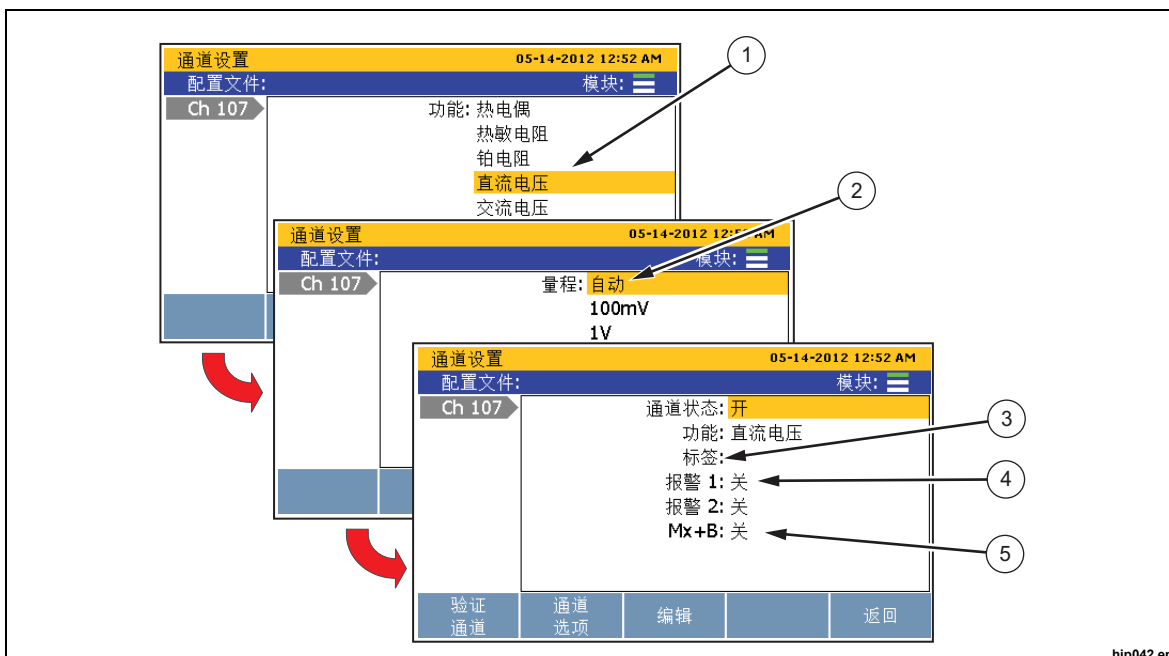 通道设置 05-14-2012 12:52 AM
配置文件: 模块:
Ch 107
功能: 热电偶
热敏电阻
铂电阻
直流电压
交流电压
1
通道设置 05-14-2012 12:52 AM
配置文件: 模块:
Ch 107
量程: 自动
100mV
1V
2
通道设置 05-14-2012 12:52 AM
配置文件: 模块:
Ch 107
通道状态: 开
功能: 直流电压
标签:
报警 1: 关
报警 2: 关
Mx+B: 关
3
4
5
验证通道 通道选项 编辑 返回